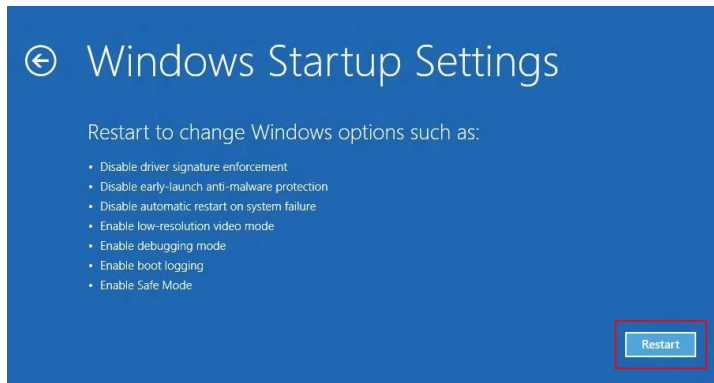 Windows Startup Settings
Restart to change Windows options such as:
• Disable driver signature enforcement
• Disable early-launch anti-malware protection
• Disable automatic restart on system failure
• Enable low-resolution video mode
• Enable debugging mode
• Enable boot logging
• Enable Safe Mode
Restart